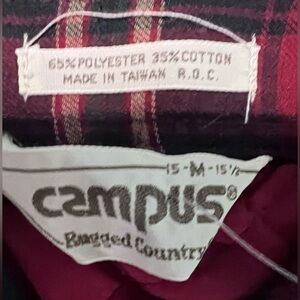 65% POLYESTER 35% COTTON
MADE IN TAIWAN R.O.C.
15-M-15½
campus®
Rugged Country